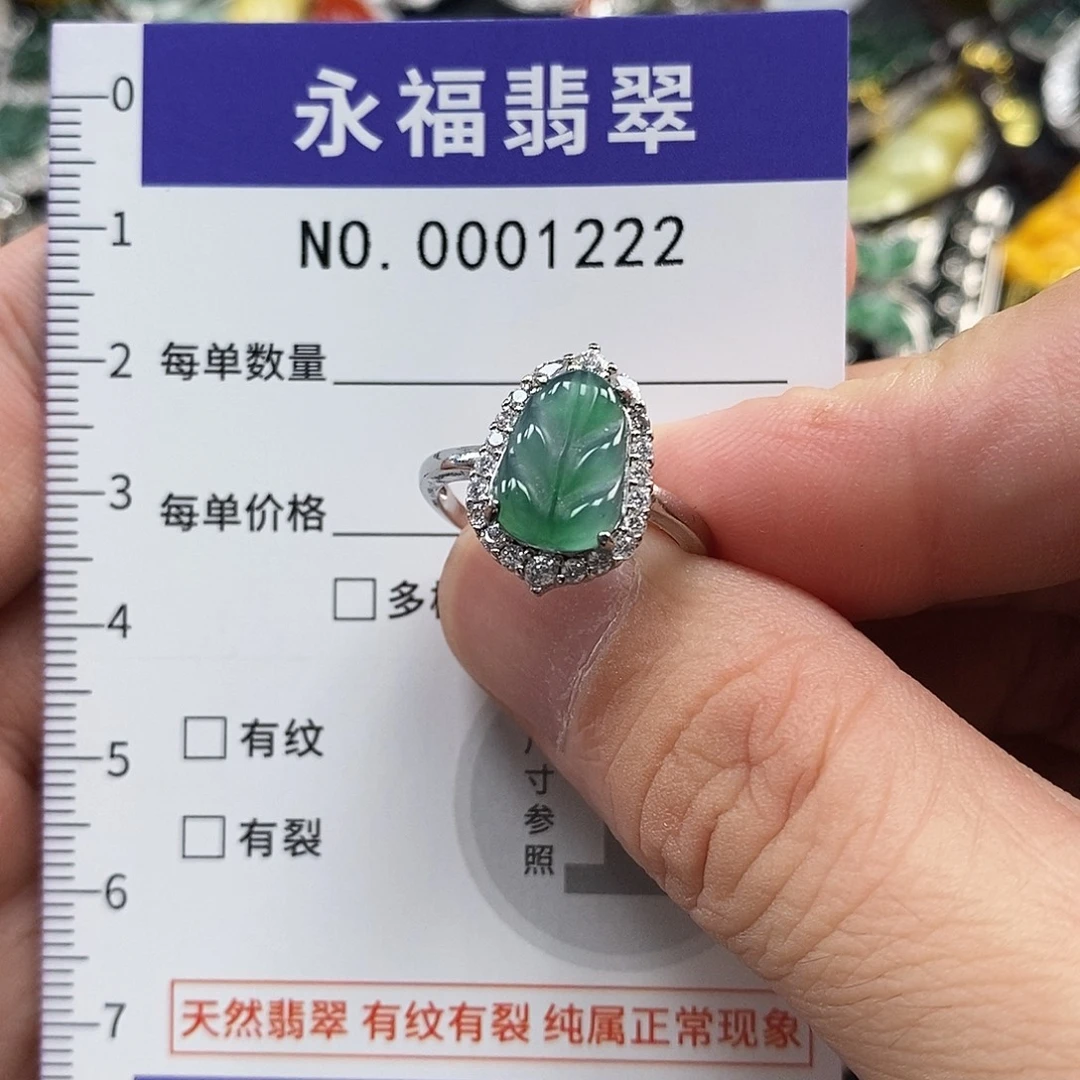 永福翡翠
NO. 0001222
0
1
2
3
4
5
6
7
每单数量
每单价格
多
有纹
有裂
寸参照
天然翡翠 有纹有裂 纯属正常现象